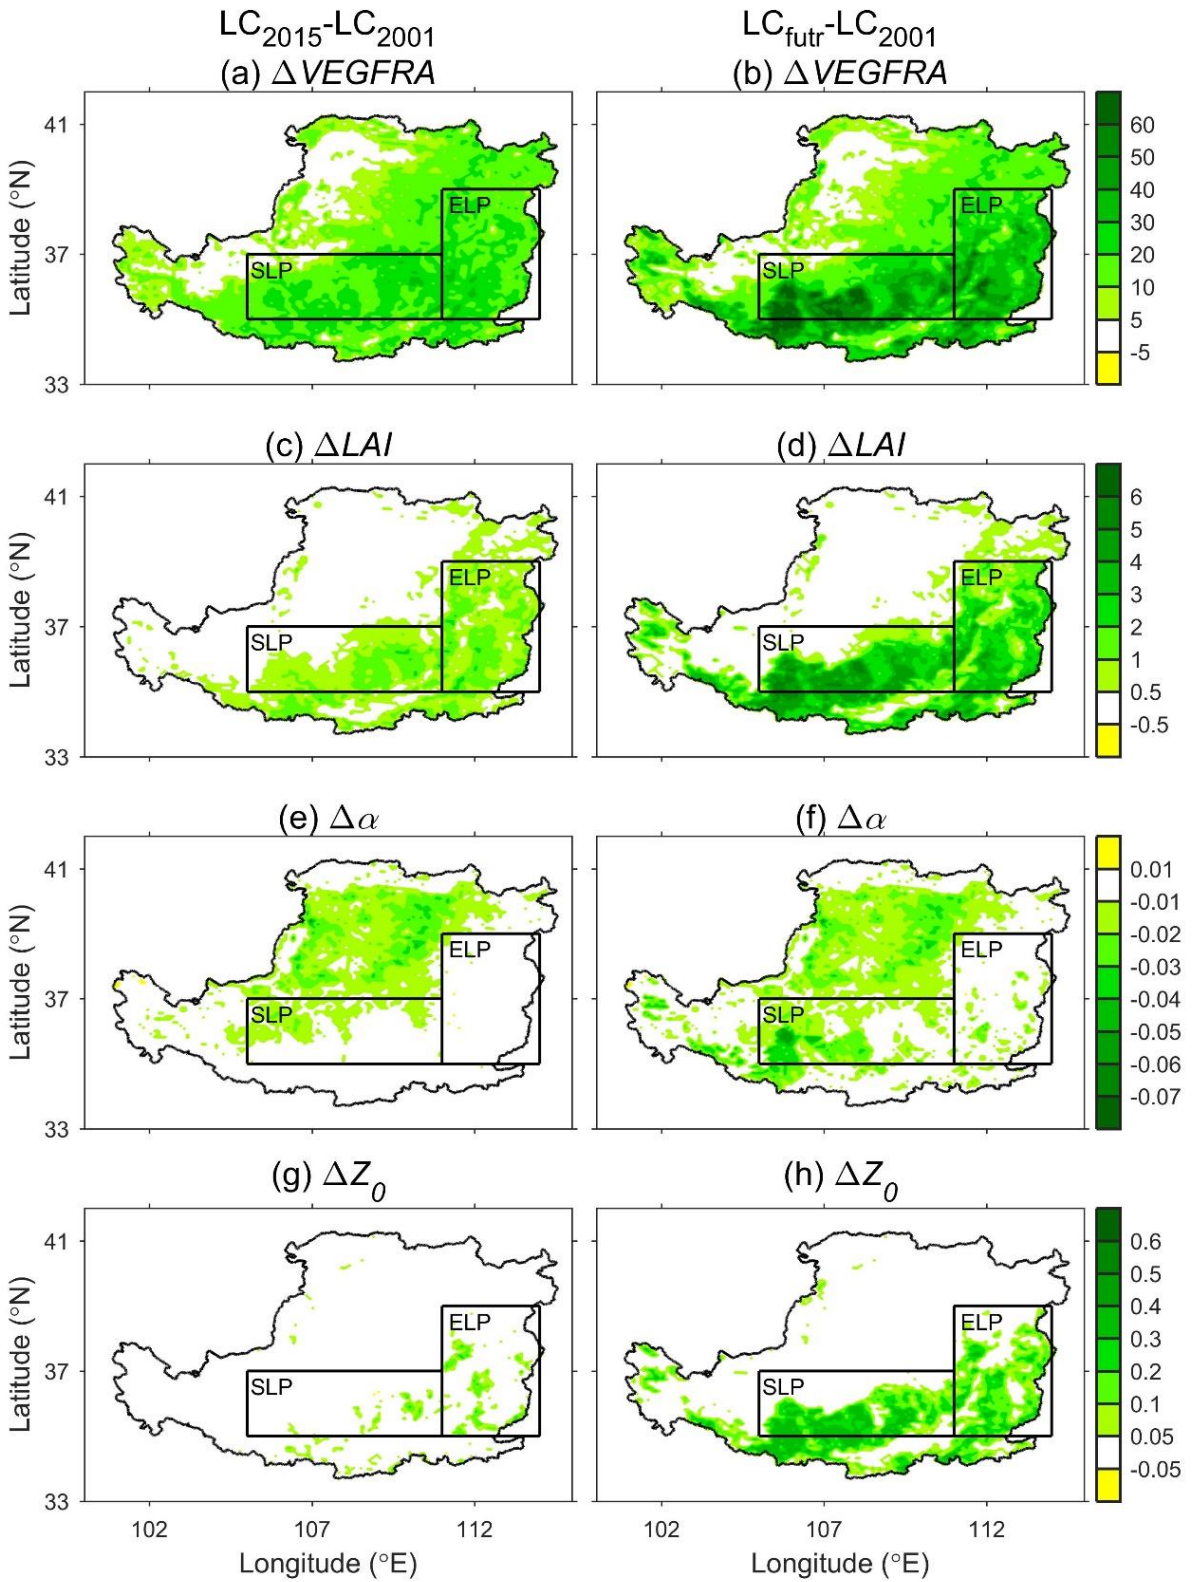 LC2015-LC2001
LCfutr-LC2001
(a) ΔVEGFRA
(b) ΔVEGFRA
41
37
33
Latitude (°N)
ELP
SLP
ELP
SLP
60
50
40
30
20
10
5
-5
(c) ΔLAI
(d) ΔLAI
41
37
33
Latitude (°N)
ELP
SLP
ELP
SLP
6
5
4
3
2
1
0.5
-0.5
(e) Δα
(f) Δα
41
37
33
Latitude (°N)
ELP
SLP
ELP
SLP
0.01
-0.01
-0.02
-0.03
-0.04
-0.05
-0.06
-0.07
(g) ΔZ0
(h) ΔZ0
41
37
33
Latitude (°N)
ELP
SLP
ELP
SLP
0.6
0.5
0.4
0.3
0.2
0.1
0.05
-0.05
102 107 112
102 107 112
Longitude (°E)
Longitude (°E)